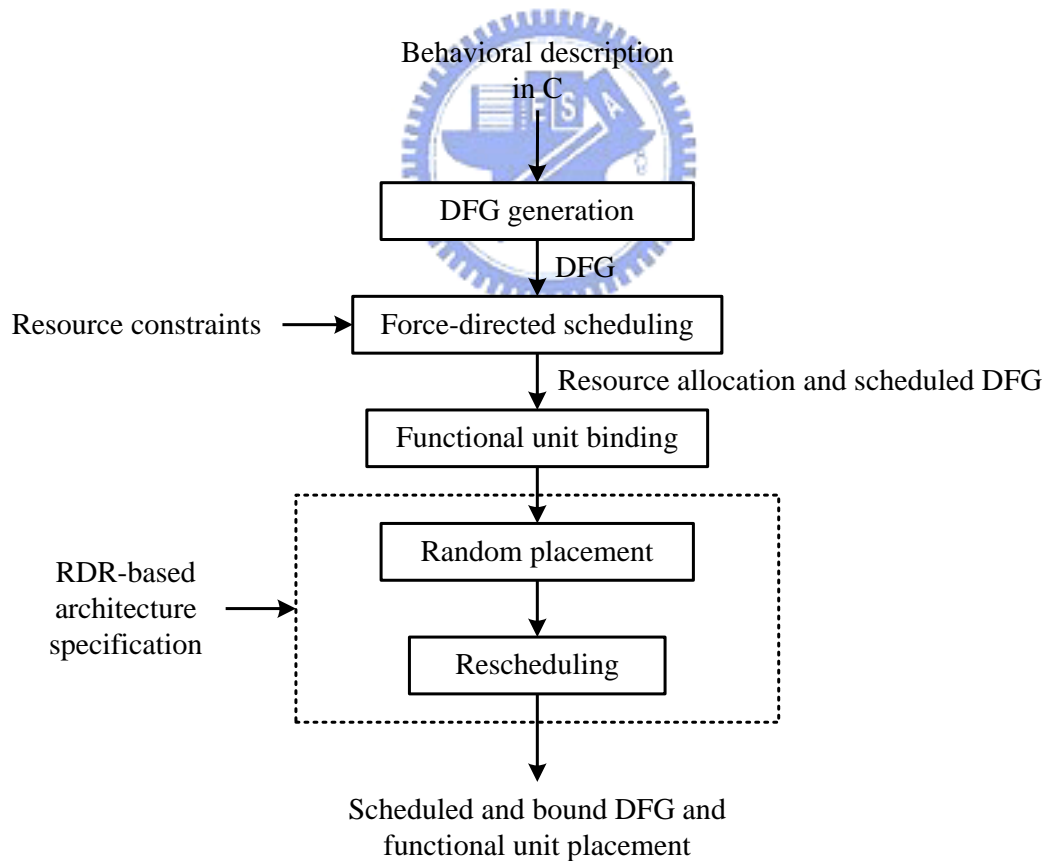 Behavioral description
in C
E S A
DFG generation
DFG
Resource constraints
Force-directed scheduling
Resource allocation and scheduled DFG
Functional unit binding
Random placement
RDR-based
architecture
specification
Rescheduling
Scheduled and bound DFG and
functional unit placement